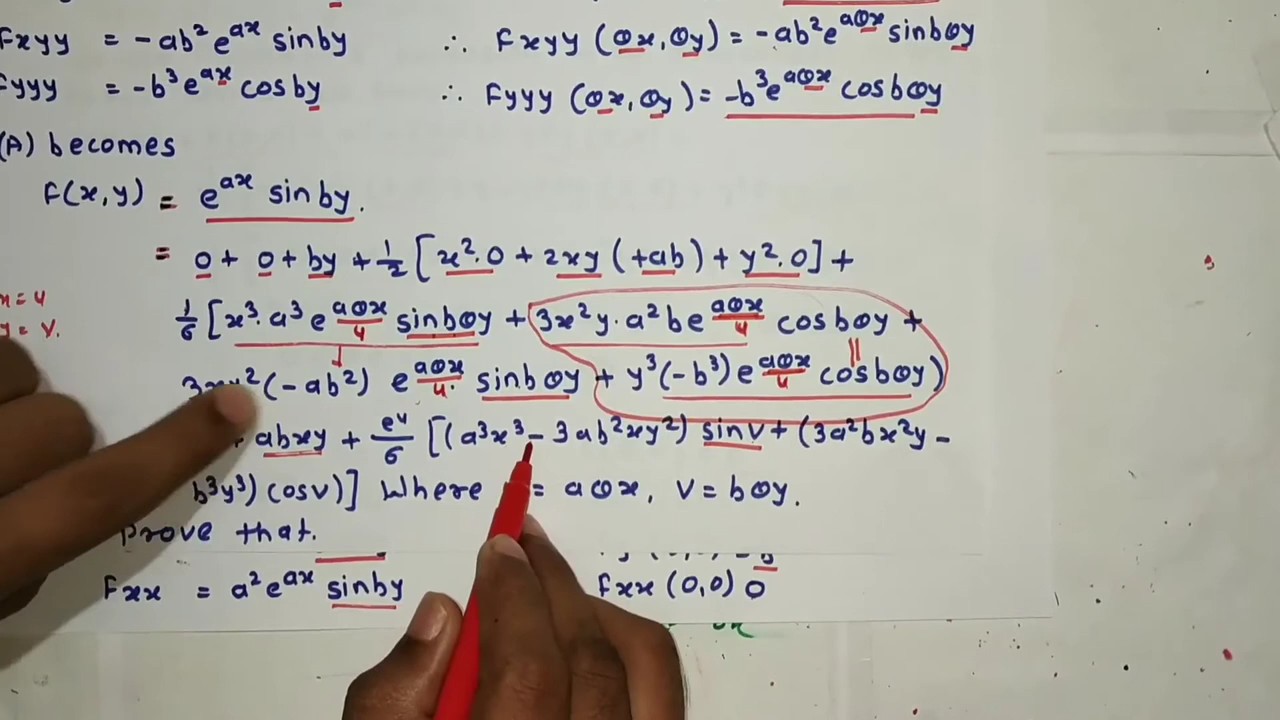 Fxyy = -ab²e^ax sinby ∴ Fxyy (θx, θy) = -ab²e^aθx sinbθy
Fyyy = -b³e^ax cosby ∴ Fyyy (θx, θy) = -b³e^aθx cosbθy
(A) becomes
F(x,y) = e^ax sinby.
= 0 + 0 + by + 1/2 [x².0 + 2xy (+ab) + y².0] +
x=u
y=v.
1/6 [x³.a³e^aθx sinbθy + 3x²y.a²be^aθx cosbθy +
u u
3xy²(-ab²) e^aθx sinbθy + y³(-b³)e^aθx cosbθy)
u. u
+ abxy + e^u/6 [(a³x³ - 3ab²xy²) sinv + (3a²bx²y -
b³y³) cosv)] Where = aθx, v = bθy.
Prove that.
Fxx = a²e^ax sinby Fxx (0,0) 0